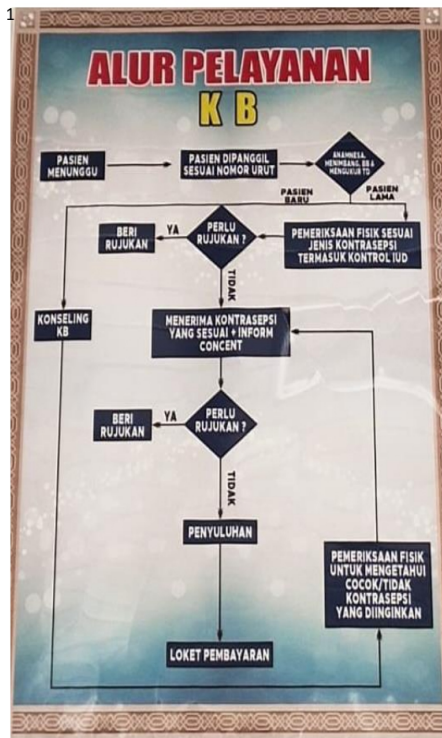 1
ALUR PELAYANAN
K B
PASIEN
MENUNGGU
PASIEN DIPANGGIL
SESUAI NOMOR URUT
ANAMNESA,
MENIMBANG, BB &
MENGUKUR TD
PASIEN
BARU
PASIEN
LAMA
BERI
RUJUKAN
YA
PERLU
RUJUKAN ?
PEMERIKSAAN FISIK SESUAI
JENIS KONTRASEPSI
TERMASUK KONTROL IUD
TIDAK
KONSELING
KB
MENERIMA KONTRASEPSI
YANG SESUAI + INFORM
CONCENT
BERI
RUJUKAN
YA
PERLU
RUJUKAN ?
TIDAK
PENYULUHAN
PEMERIKSAAN FISIK
UNTUK MENGETAHUI
COCOK/TIDAK
KONTRASEPSI
YANG DIINGINKAN
LOKET PEMBAYARAN